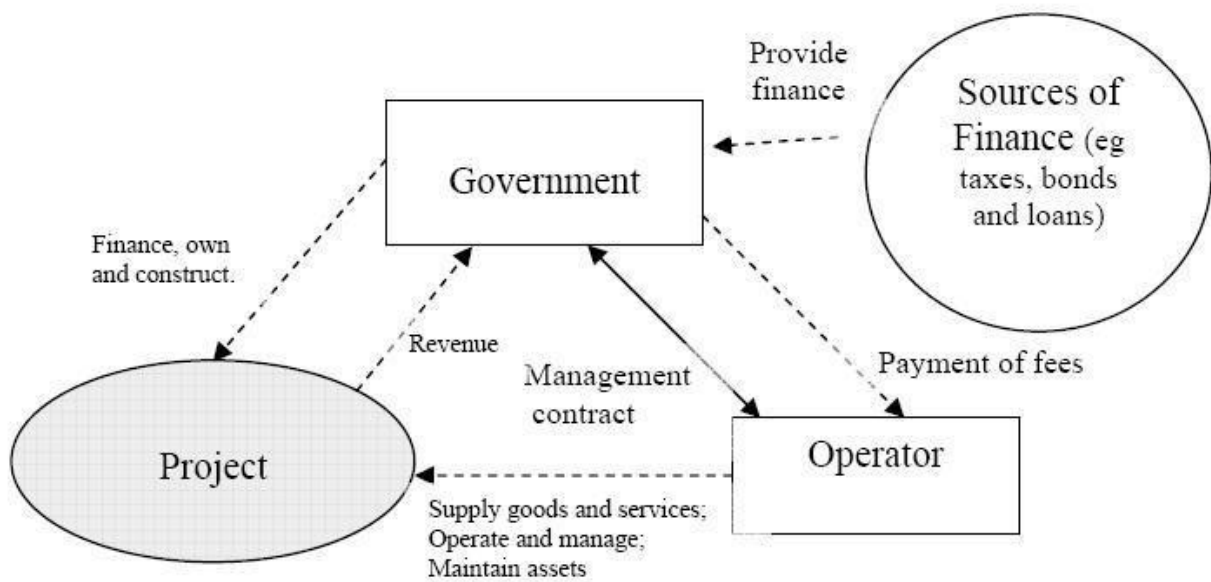 Provide
finance
Sources of
Finance (eg
taxes, bonds
and loans)
Government
Finance, own
and construct.
Revenue
Management
contract
Payment of fees
Project
Operator
Supply goods and services;
Operate and manage;
Maintain assets